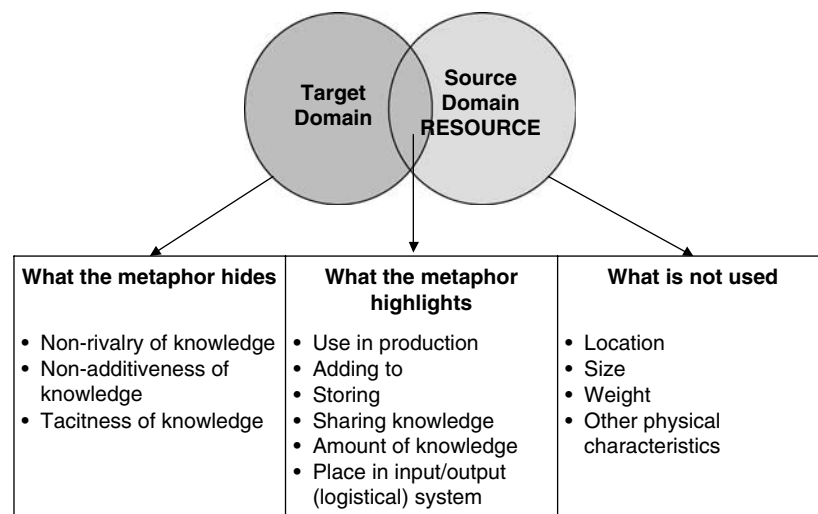 Target
Domain
Source
Domain
RESOURCE
What the metaphor hides
• Non-rivalry of knowledge
• Non-additiveness of
knowledge
• Tacitness of knowledge
What the metaphor
highlights
• Use in production
• Adding to
• Storing
• Sharing knowledge
• Amount of knowledge
• Place in input/output
(logistical) system
What is not used
• Location
• Size
• Weight
• Other physical
characteristics